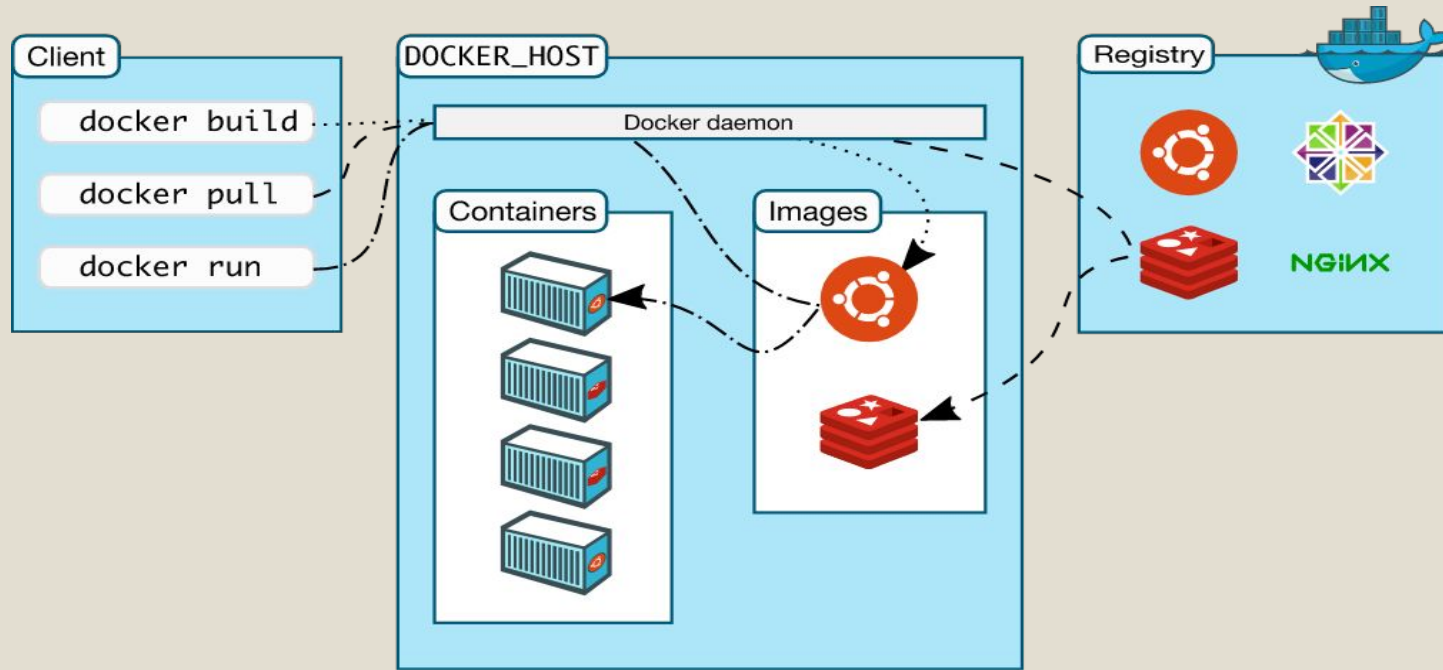 Client
docker build
docker pull
docker run
DOCKER_HOST
Docker daemon
Containers
Images
Registry
NGINX